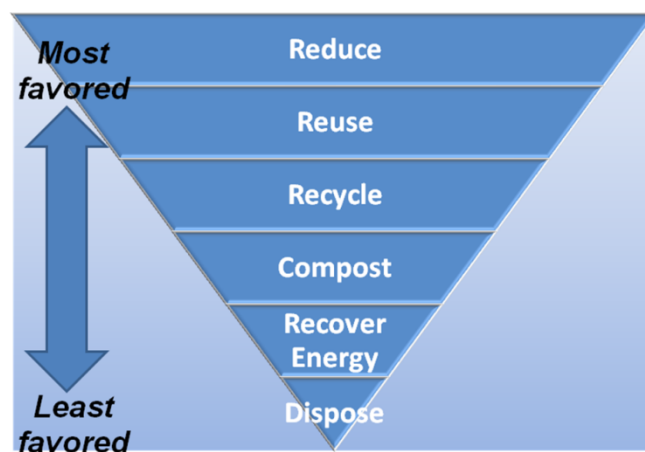 Most
favored
Reduce
Reuse
Recycle
Compost
Recover
Energy
Dispose
Least
favored